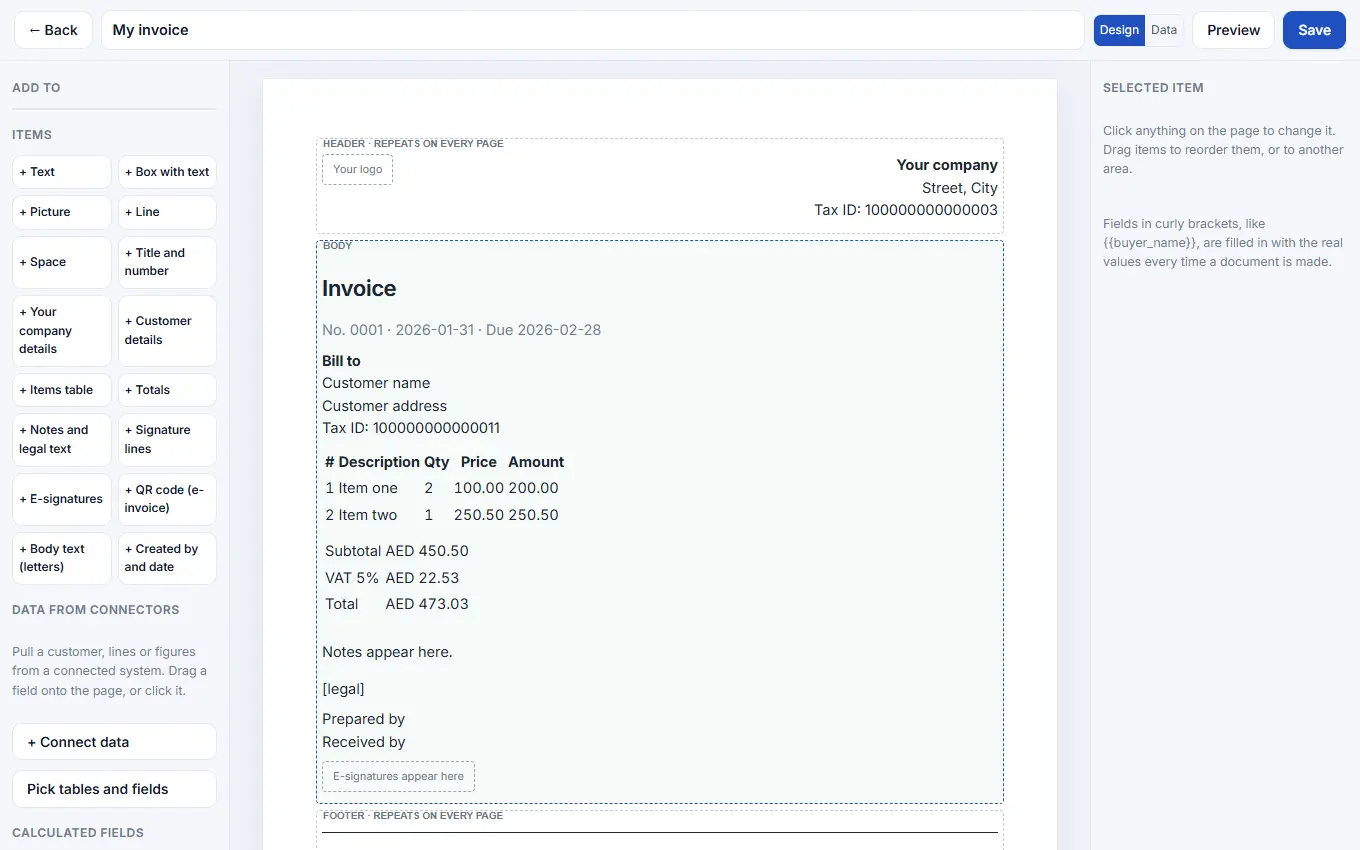 ← Back
My invoice
Design
Data
Preview
Save
ADD TO
ITEMS
+ Text
+ Box with text
+ Picture
+ Line
+ Space
+ Title and number
+ Your company details
+ Customer details
+ Items table
+ Totals
+ Notes and legal text
+ Signature lines
+ E-signatures
+ QR code (e-invoice)
+ Body text (letters)
+ Created by and date
DATA FROM CONNECTORS
Pull a customer, lines or figures
from a connected system. Drag a
field onto the page, or click it.
+ Connect data
Pick tables and fields
CALCULATED FIELDS
HEADER · REPEATS ON EVERY PAGE
Your logo
Your company
Street, City
Tax ID: 100000000000003
BODY
Invoice
No. 0001 · 2026-01-31 · Due 2026-02-28
Bill to
Customer name
Customer address
Tax ID: 100000000000011
# Description Qty Price Amount
1 Item one 2 100.00 200.00
2 Item two 1 250.50 250.50
Subtotal AED 450.50
VAT 5% AED 22.53
Total AED 473.03
Notes appear here.
[legal]
Prepared by
Received by
E-signatures appear here
FOOTER · REPEATS ON EVERY PAGE
SELECTED ITEM
Click anything on the page to change it.
Drag items to reorder them, or to another
area.
Fields in curly brackets, like
{{buyer_name}}, are filled in with the real
values every time a document is made.